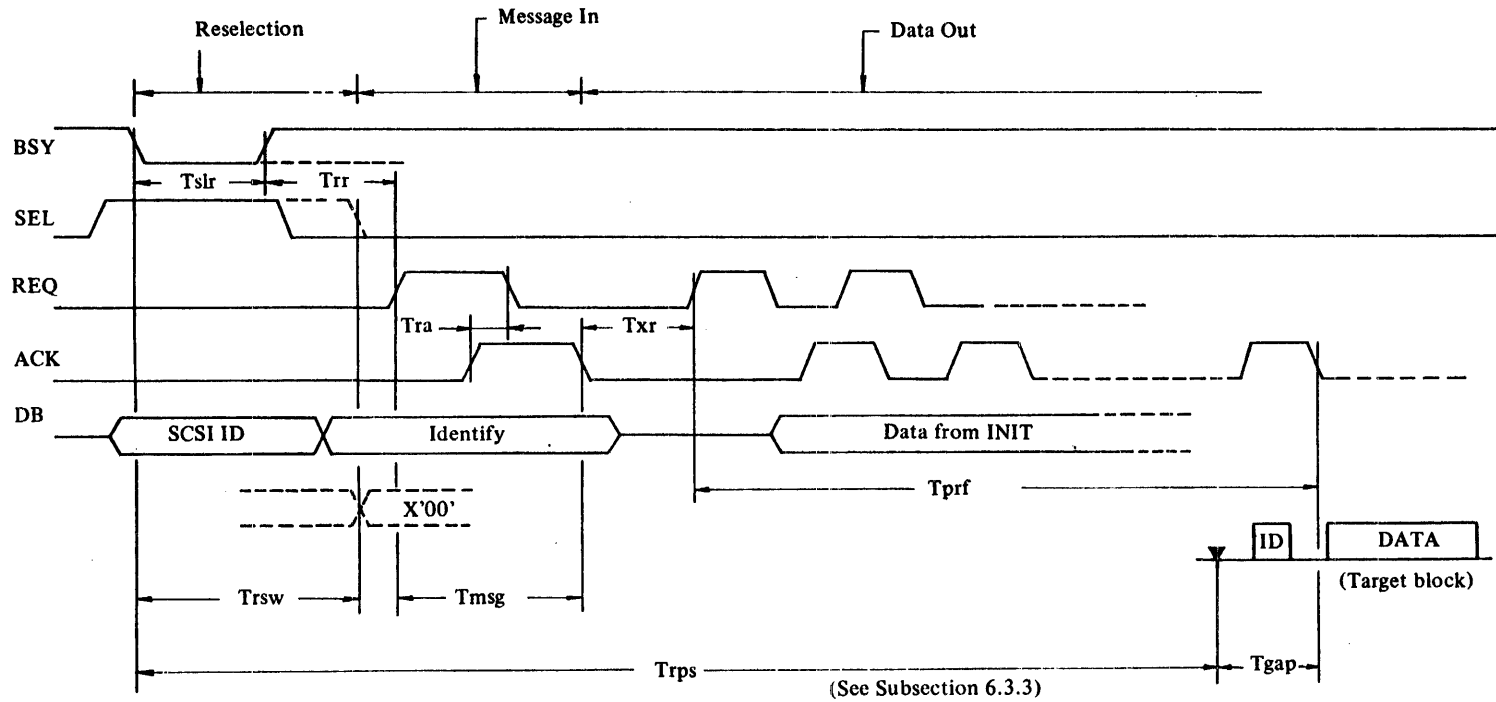 Reselection
Message In
Data Out
BSY
Tslr
Trr
SEL
REQ
Tra
Txr
ACK
DB
SCSI ID
Identify
Data from INIT
X'00'
Tprf
ID
DATA
(Target block)
Trsw
Tmsg
Trps
Tgap
(See Subsection 6.3.3)